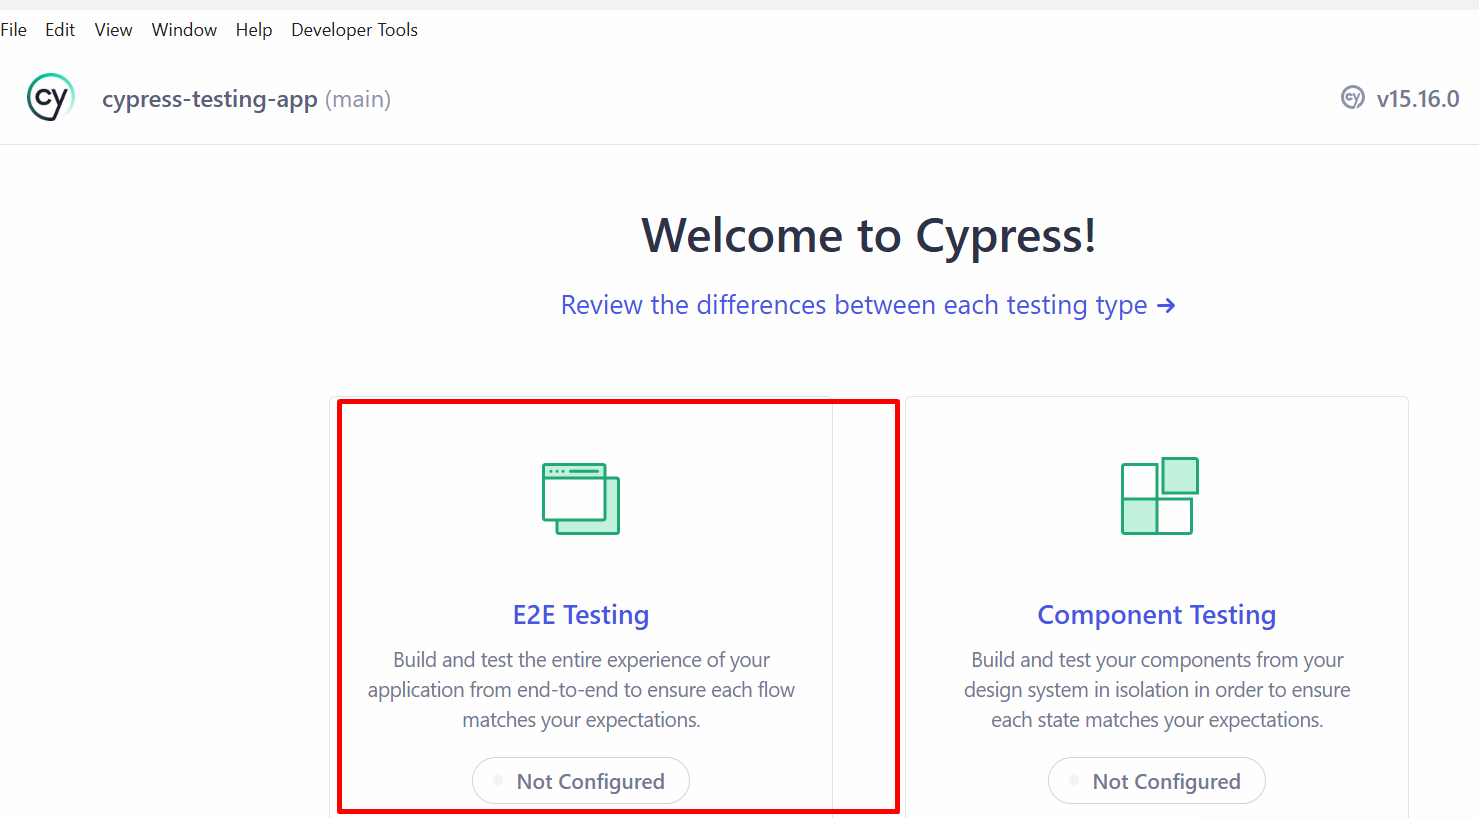 File Edit View Window Help Developer Tools
cy cypress-testing-app (main)
cy v15.16.0
Welcome to Cypress!
Review the differences between each testing type →
E2E Testing
Build and test the entire experience of your
application from end-to-end to ensure each flow
matches your expectations.
Not Configured
Component Testing
Build and test your components from your
design system in isolation in order to ensure
each state matches your expectations.
Not Configured